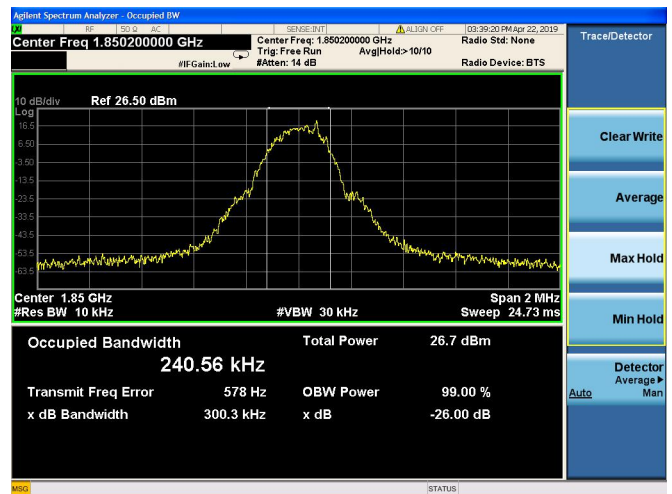 Agilent Spectrum Analyzer - Occupied BW
RF 50 Ω AC SENSE:INT ALIGN OFF 03:39:20 PM Apr 22, 2019
Center Freq 1.850200000 GHz
Center Freq: 1.850200000 GHz Radio Std: None
Trig: Free Run Avg|Hold:>10/10
#IFGain:Low #Atten: 14 dB Radio Device: BTS
10 dB/div Ref 26.50 dBm
Log
16.5
6.50
-3.50
-13.5
-23.5
-33.5
-43.5
-53.5
-63.5
Center 1.85 GHz Span 2 MHz
#Res BW 10 kHz #VBW 30 kHz Sweep 24.73 ms
Occupied Bandwidth Total Power 26.7 dBm
240.56 kHz
Transmit Freq Error 578 Hz OBW Power 99.00 %
x dB Bandwidth 300.3 kHz x dB -26.00 dB
MSG STATUS
Trace/Detector
Clear Write
Average
Max Hold
Min Hold
Detector
Average▶
Auto Man